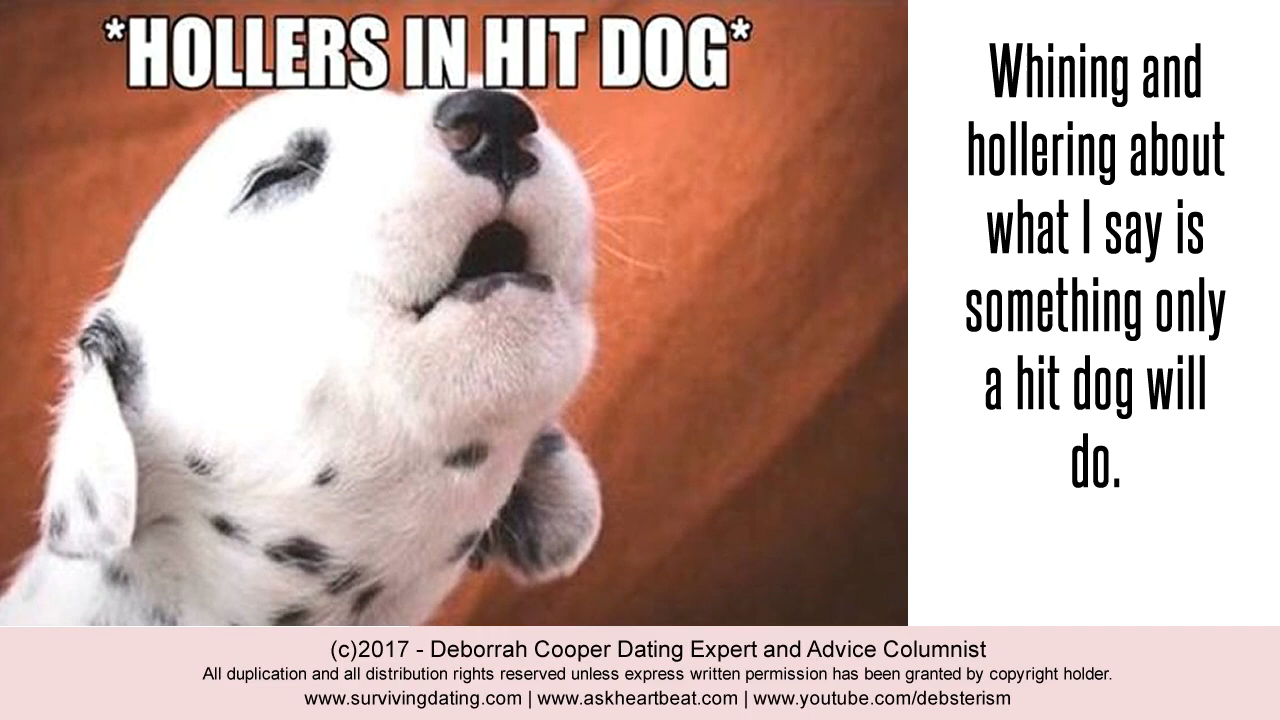 *HOLLERS IN HIT DOG*
Whining and
hollering about
what I say is
something only
a hit dog will
do.
(c)2017 - Deborrah Cooper Dating Expert and Advice Columnist
All duplication and all distribution rights reserved unless express written permission has been granted by copyright holder.
www.survivingdating.com | www.askheartbeat.com | www.youtube.com/debsterism